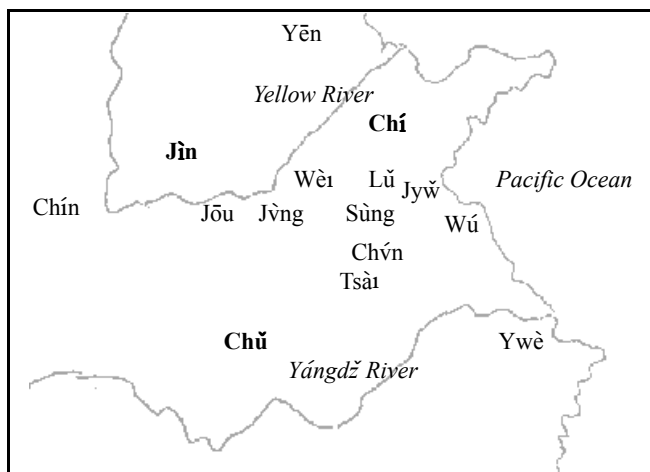 Yēn
Yellow River
Chí
Jìn
Wèı Lǔ Jyw̌
Pacific Ocean
Chín
Jōu Jv̀ng Sùng Wú
Chv́n
Tsàı
Chǔ
Ywè
Yángdž River